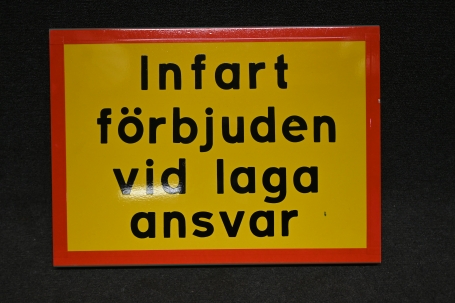 Infart
förbjuden
vid laga
ansvar